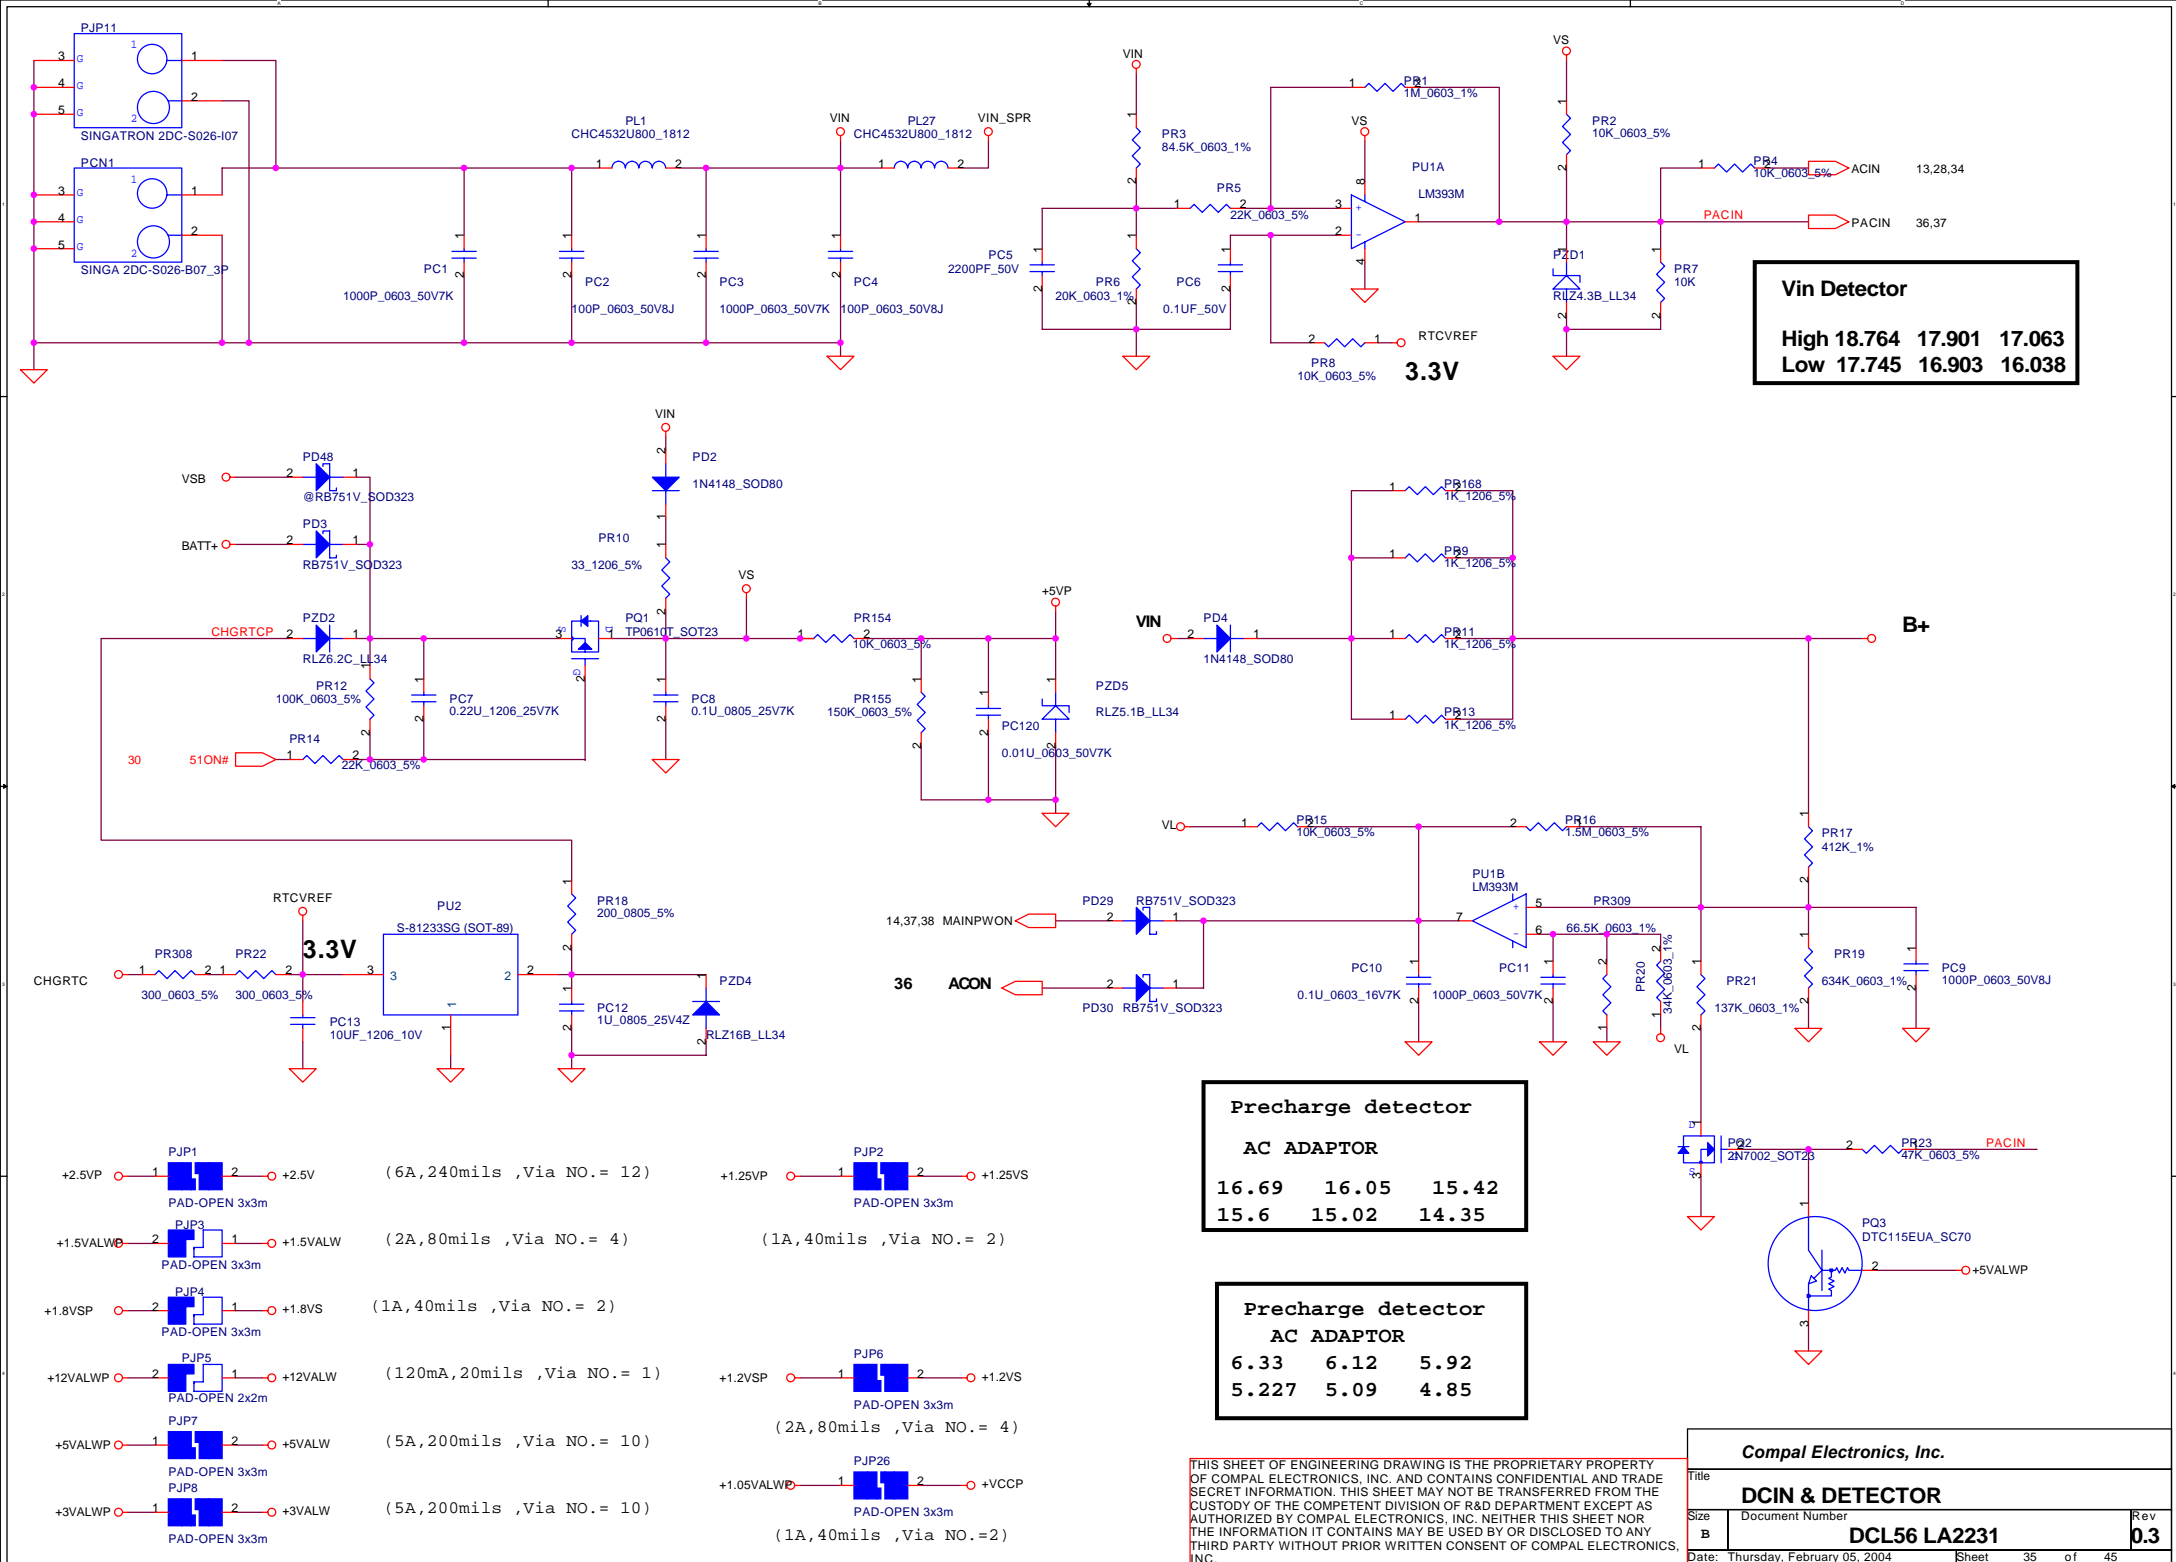 PJP11
SINGATRON 2DC-S026-I07
PCN1
SINGA 2DC-S026-B07_3P
PL1
CHC4532U800_1812
VIN
PL27
CHC4532U800_1812
VIN_SPR
PC1
1000P_0603_50V7K
PC2
100P_0603_50V8J
PC3
1000P_0603_50V7K
PC4
100P_0603_50V8J
VIN
PR3
84.5K_0603_1%
PR5
22K_0603_5%
PC5
2200PF_50V
PR6
20K_0603_1%
PC6
0.1UF_50V
PR1
1M_0603_1%
VS
PU1A
LM393M
PR8
10K_0603_5%
RTCVREF
3.3V
VS
PR2
10K_0603_5%
PR4
10K_0603_5%
ACIN 13,28,34
PACIN
PACIN 36,37
PZD1
RLZ4.3B_LL34
PR7
10K
Vin Detector
High 18.764 17.901 17.063
Low 17.745 16.903 16.038
VSB
PD48
@RB751V_SOD323
BATT+
PD3
RB751V_SOD323
CHGRTCP
PZD2
RLZ6.2C_LL34
PR12
100K_0603_5%
PC7
0.22U_1206_25V7K
30 51ON#
PR14
22K_0603_5%
VIN
PD2
1N4148_SOD80
PR10
33_1206_5%
PQ1
TP0610T_SOT23
VS
PC8
0.1U_0805_25V7K
PR154
10K_0603_5%
PR155
150K_0603_5%
PC120
0.01U_0603_50V7K
+5VP
PZD5
RLZ5.1B_LL34
VIN
PD4
1N4148_SOD80
PR168
1K_1206_5%
PR9
1K_1206_5%
PR11
1K_1206_5%
PR13
1K_1206_5%
B+
CHGRTC
PR308
300_0603_5%
PR22
300_0603_5%
RTCVREF
3.3V
PC13
10UF_1206_10V
PU2
S-81233SG (SOT-89)
PR18
200_0805_5%
PC12
1U_0805_25V4Z
PZD4
RLZ16B_LL34
VL
PR15
10K_0603_5%
PR16
1.5M_0603_5%
PU1B
LM393M
14,37,38 MAINPWON
PD29 RB751V_SOD323
36 ACON
PD30 RB751V_SOD323
PC10
0.1U_0603_16V7K
PC11
1000P_0603_50V7K
PR309
66.5K_0603_1%
PR20
34K_0603_1%
VL
PR21
137K_0603_1%
PR17
412K_1%
PR19
634K_0603_1%
PC9
1000P_0603_50V8J
PQ2
2N7002_SOT23
PR23
47K_0603_5%
PACIN
PQ3
DTC115EUA_SC70
+5VALWP
Precharge detector
AC ADAPTOR
16.69 16.05 15.42
15.6 15.02 14.35
Precharge detector
AC ADAPTOR
6.33 6.12 5.92
5.227 5.09 4.85
PJP1
+2.5VP 1 2 +2.5V (6A,240mils ,Via NO.= 12)
PAD-OPEN 3x3m
PJP3
+1.5VALWP 2 1 +1.5VALW (2A,80mils ,Via NO.= 4)
PAD-OPEN 3x3m
PJP4
+1.8VSP 2 1 +1.8VS (1A,40mils ,Via NO.= 2)
PAD-OPEN 3x3m
PJP5
+12VALWP 2 1 +12VALW (120mA,20mils ,Via NO.= 1)
PAD-OPEN 2x2m
PJP7
+5VALWP 1 2 +5VALW (5A,200mils ,Via NO.= 10)
PAD-OPEN 3x3m
PJP8
+3VALWP 1 2 +3VALW (5A,200mils ,Via NO.= 10)
PAD-OPEN 3x3m
PJP2
+1.25VP 1 2 +1.25VS
PAD-OPEN 3x3m
(1A,40mils ,Via NO.= 2)
PJP6
+1.2VSP 1 2 +1.2VS
PAD-OPEN 3x3m
(2A,80mils ,Via NO.= 4)
PJP26
+1.05VALWP 1 2 +VCCP
PAD-OPEN 3x3m
(1A,40mils ,Via NO.=2)
THIS SHEET OF ENGINEERING DRAWING IS THE PROPRIETARY PROPERTY
OF COMPAL ELECTRONICS, INC. AND CONTAINS CONFIDENTIAL AND TRADE
SECRET INFORMATION. THIS SHEET MAY NOT BE TRANSFERRED FROM THE
CUSTODY OF THE COMPETENT DIVISION OF R&D DEPARTMENT EXCEPT AS
AUTHORIZED BY COMPAL ELECTRONICS, INC. NEITHER THIS SHEET NOR
THE INFORMATION IT CONTAINS MAY BE USED BY OR DISCLOSED TO ANY
THIRD PARTY WITHOUT PRIOR WRITTEN CONSENT OF COMPAL ELECTRONICS,
INC.
Compal Electronics, Inc.
Title
DCIN & DETECTOR
Size Document Number Rev
B DCL56 LA2231 0.3
Date: Thursday, February 05, 2004 Sheet 35 of 45